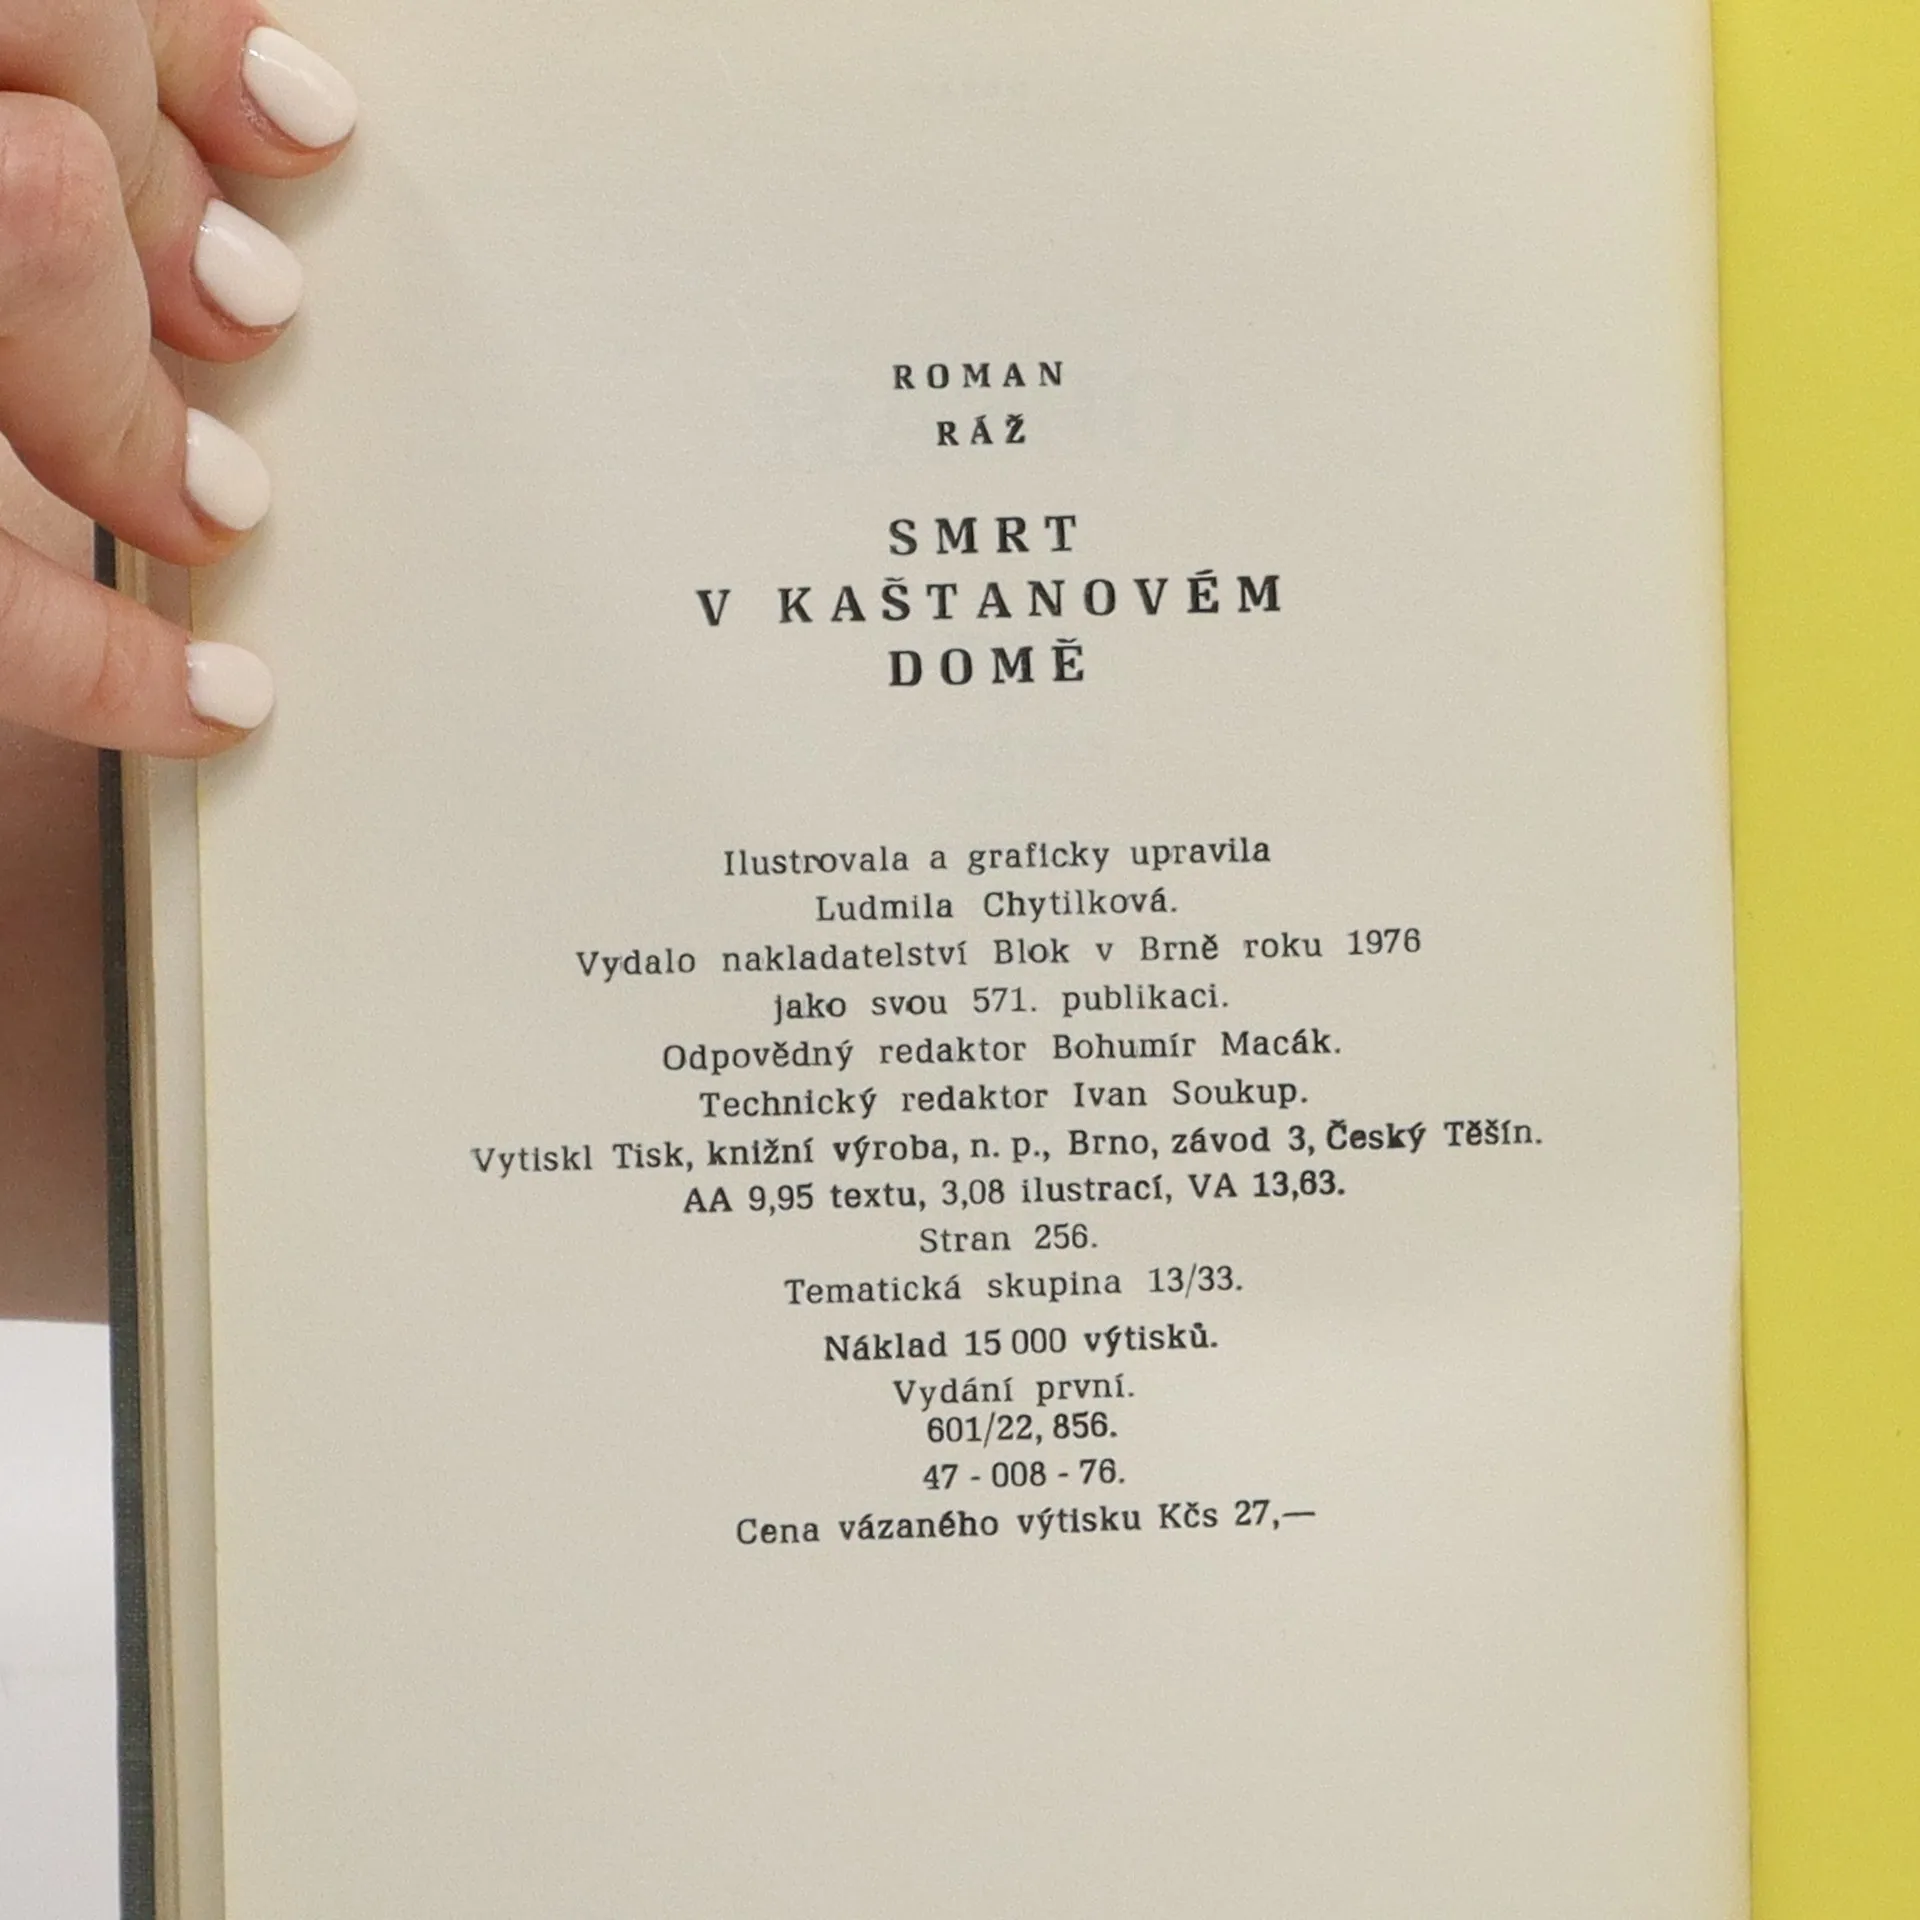 ROMAN
RÁŽ
SMRT
V KAŠTANOVÉM
DOMĚ
Ilustrovala a graficky upravila
Ludmila Chytilková.
Vydalo nakladatelství Blok v Brně roku 1976
jako svou 571. publikaci.
Odpovědný redaktor Bohumír Macák.
Technický redaktor Ivan Soukup.
Vytiskl Tisk, knižní výroba, n. p., Brno, závod 3, Český Těšín.
AA 9,95 textu, 3,08 ilustrací, VA 13,63.
Stran 256.
Tematická skupina 13/33.
Náklad 15 000 výtisků.
Vydání první.
601/22, 856.
47 - 008 - 76.
Cena vázaného výtisku Kčs 27,—